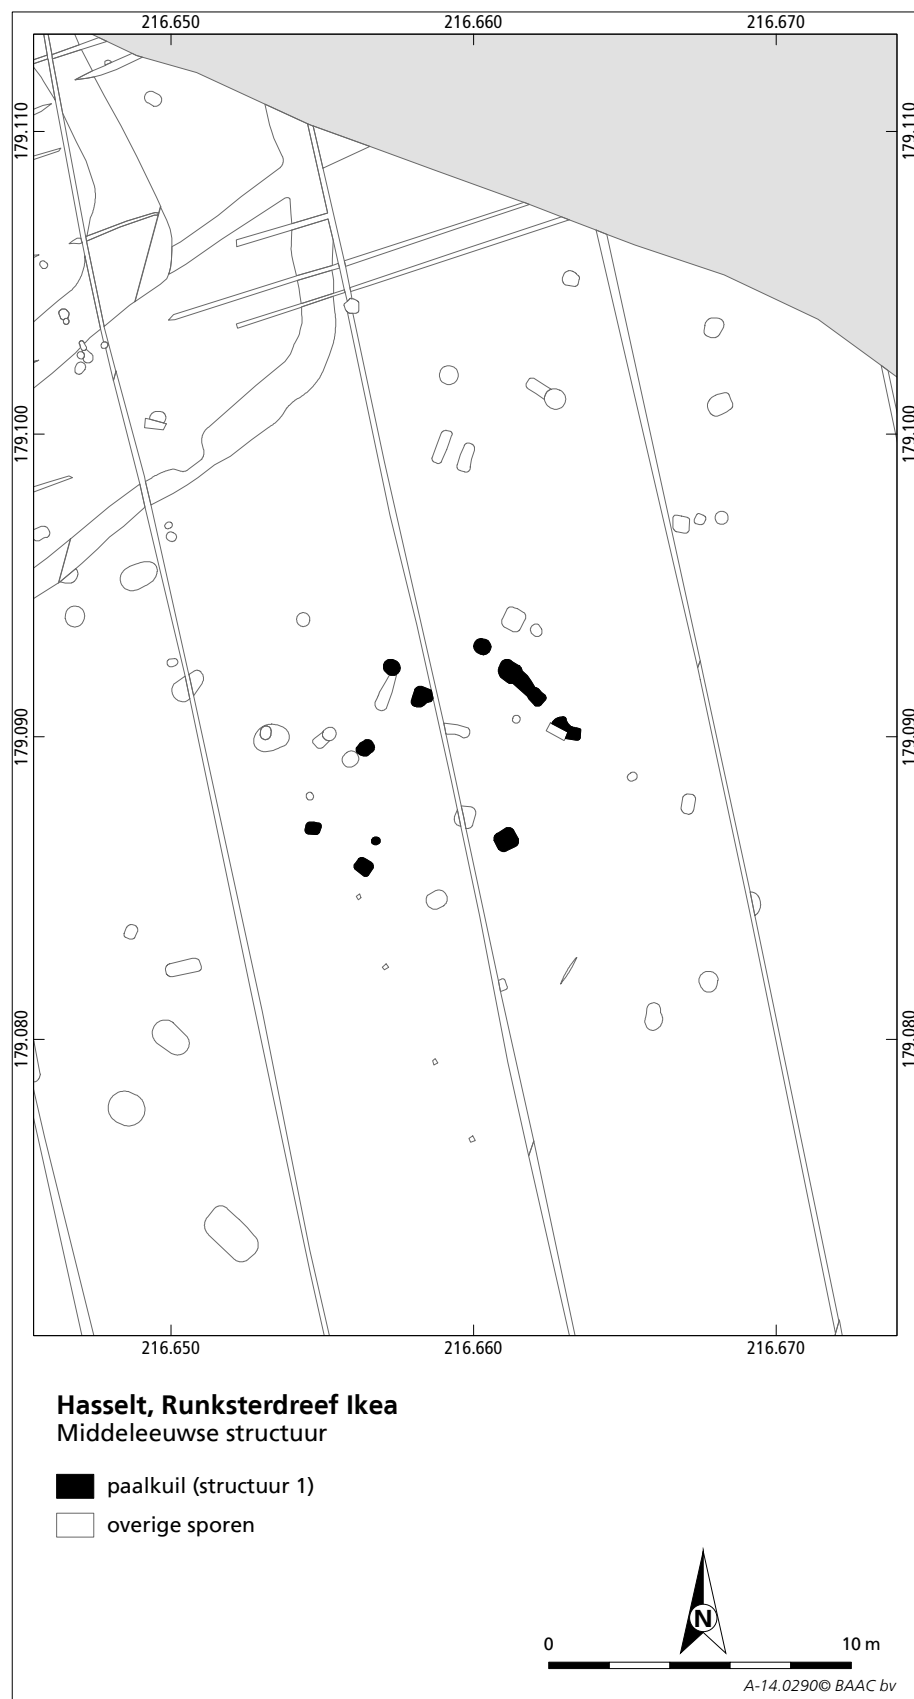 216.650 216.660 216.670
179.110 179.110
179.100 179.100
179.090 179.090
179.080 179.080
216.650 216.660 216.670
Hasselt, Runksterdreef Ikea
Middeleeuwse structuur
paalkuil (structuur 1)
overige sporen
N
0 10 m
A-14.0290© BAAC bv